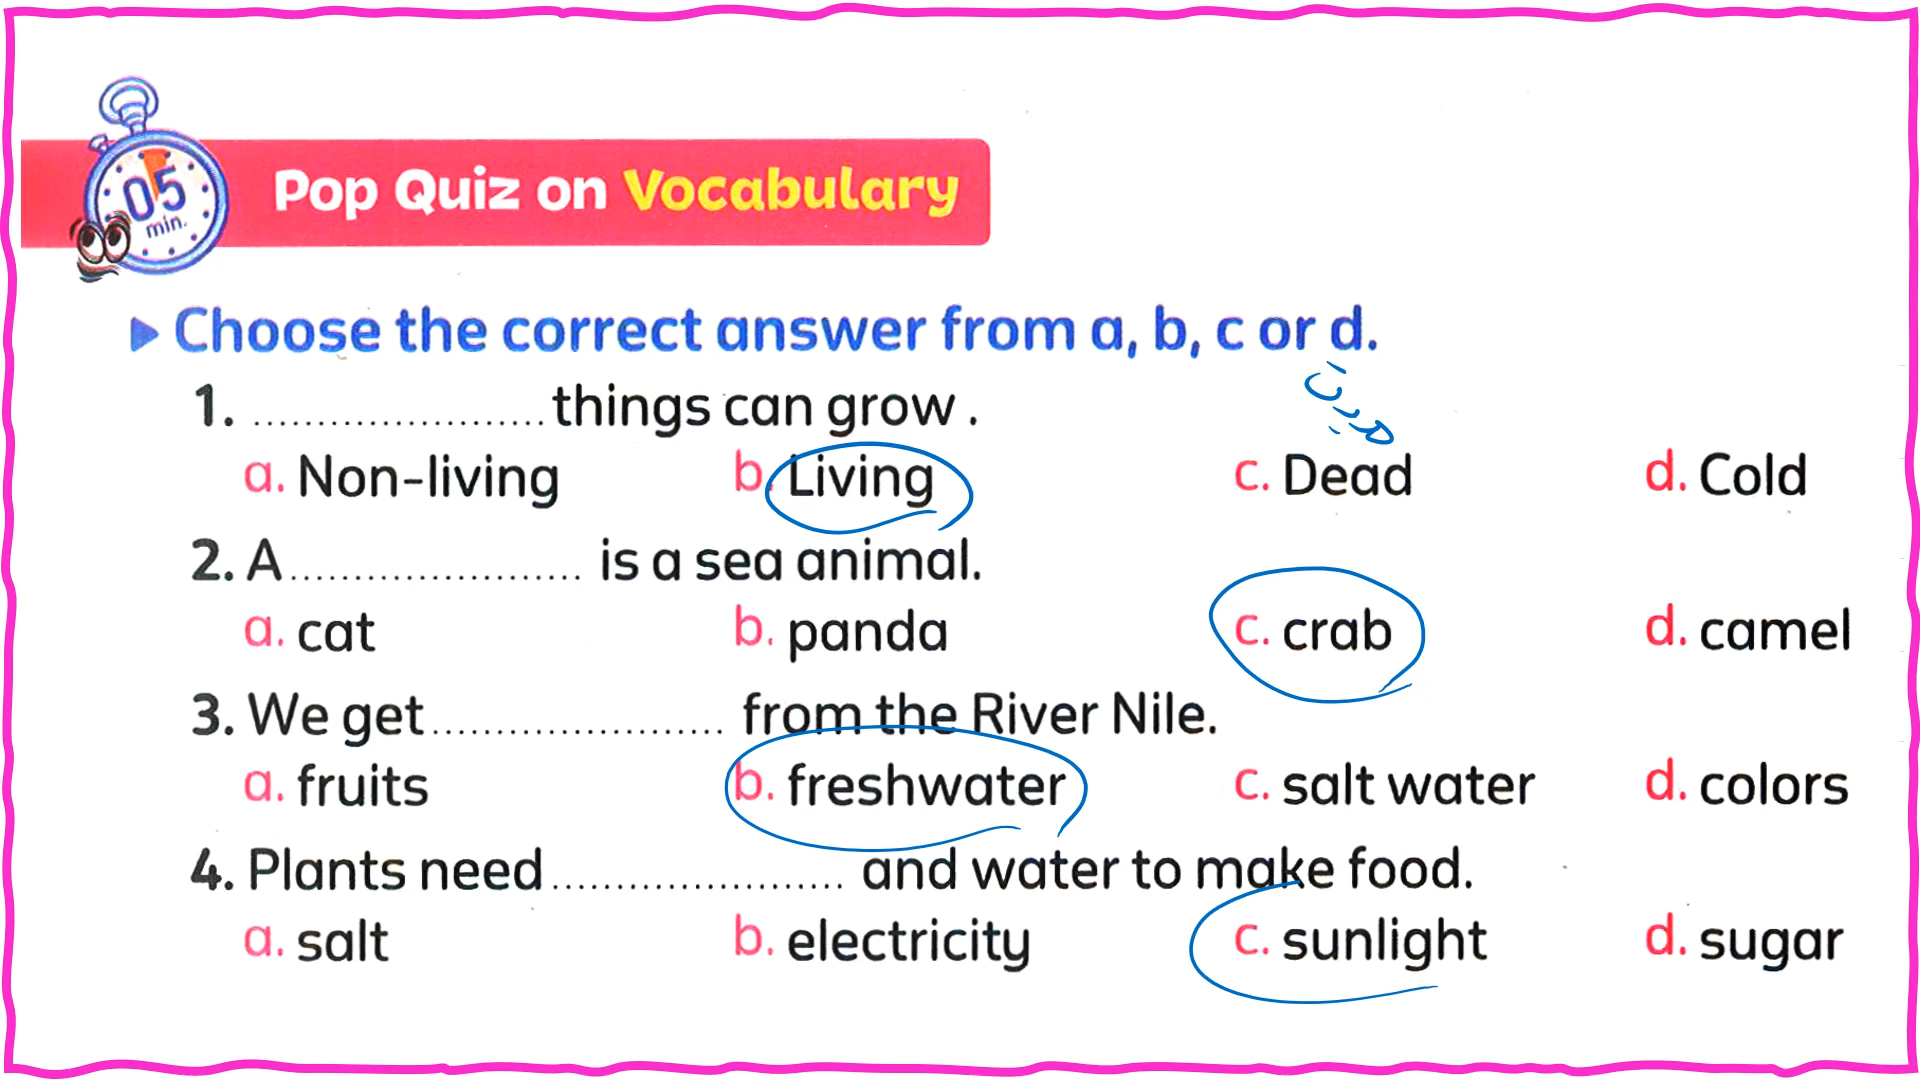 05
min.
Pop Quiz on Vocabulary
Choose the correct answer from a, b, c or d.
1. ...................... things can grow .
ميت
a. Non-living b. Living c. Dead d. Cold
2. A ...................... is a sea animal.
a. cat b. panda c. crab d. camel
3. We get ...................... from the River Nile.
a. fruits b. freshwater c. salt water d. colors
4. Plants need ...................... and water to make food.
a. salt b. electricity c. sunlight d. sugar